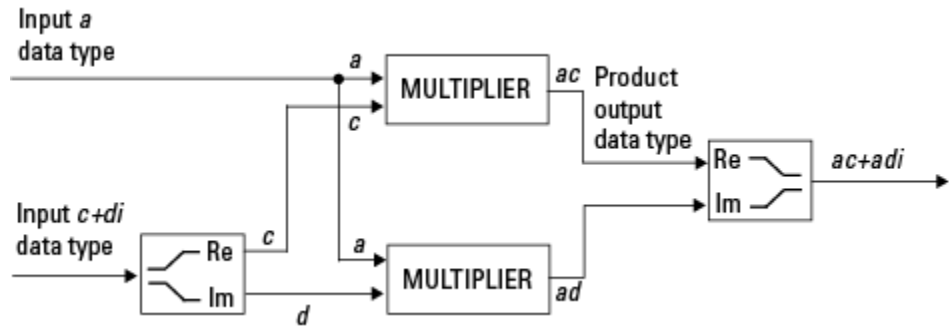 Input a
data type
a
MULTIPLIER
ac
Product
output
data type
c
Re
Im
ac+adi
Input c+di
data type
c
Re
Im
d
a
MULTIPLIER
ad